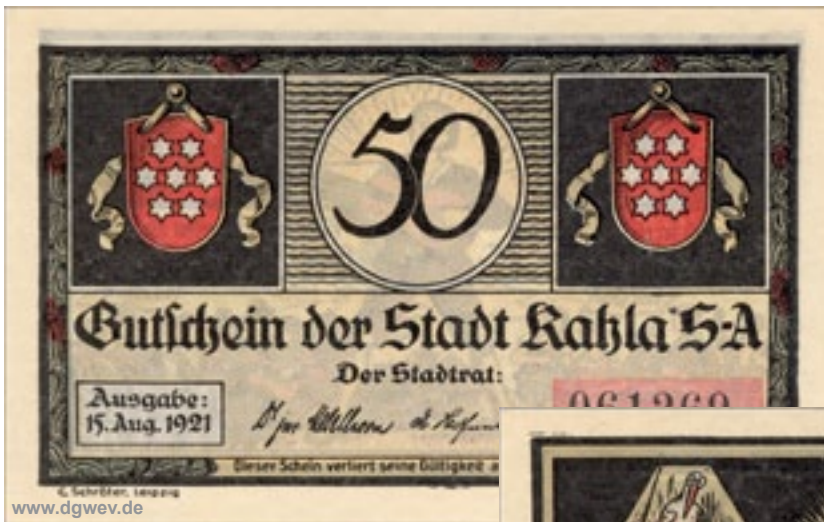 50
Gutschein der Stadt Kahla S-A
Der Stadtrat:
Ausgabe:
15. Aug. 1921
Dieser Schein verliert seine Gültigkeit
C. Schröter, Leipzig
www.dgwev.de